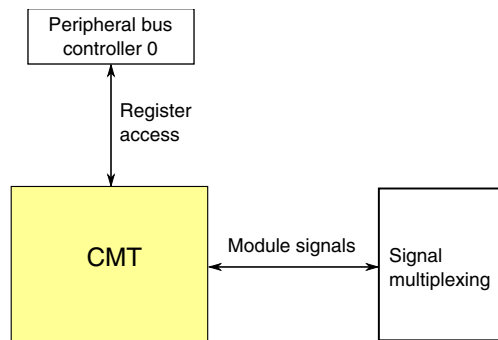 Peripheral bus
controller 0
Register
access
CMT
Module signals
Signal
multiplexing